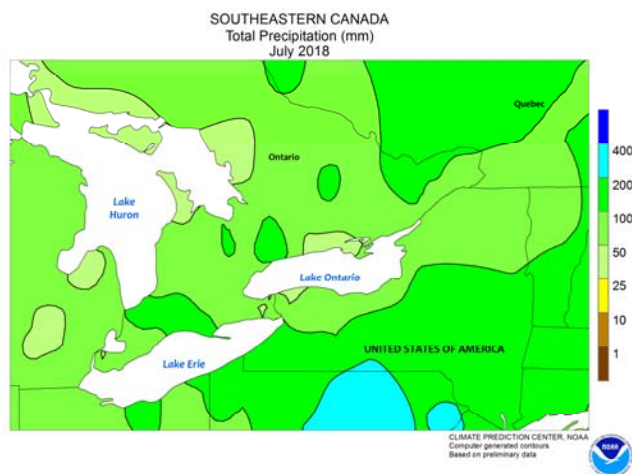 SOUTHEASTERN CANADA
Total Precipitation (mm)
July 2018
Quebec
Ontario
Lake
Huron
Lake Ontario
UNITED STATES OF AMERICA
Lake Erie
400
200
100
50
25
10
1
CLIMATE PREDICTION CENTER, NOAA
Computer generated contours
Based on preliminary data
NOAA